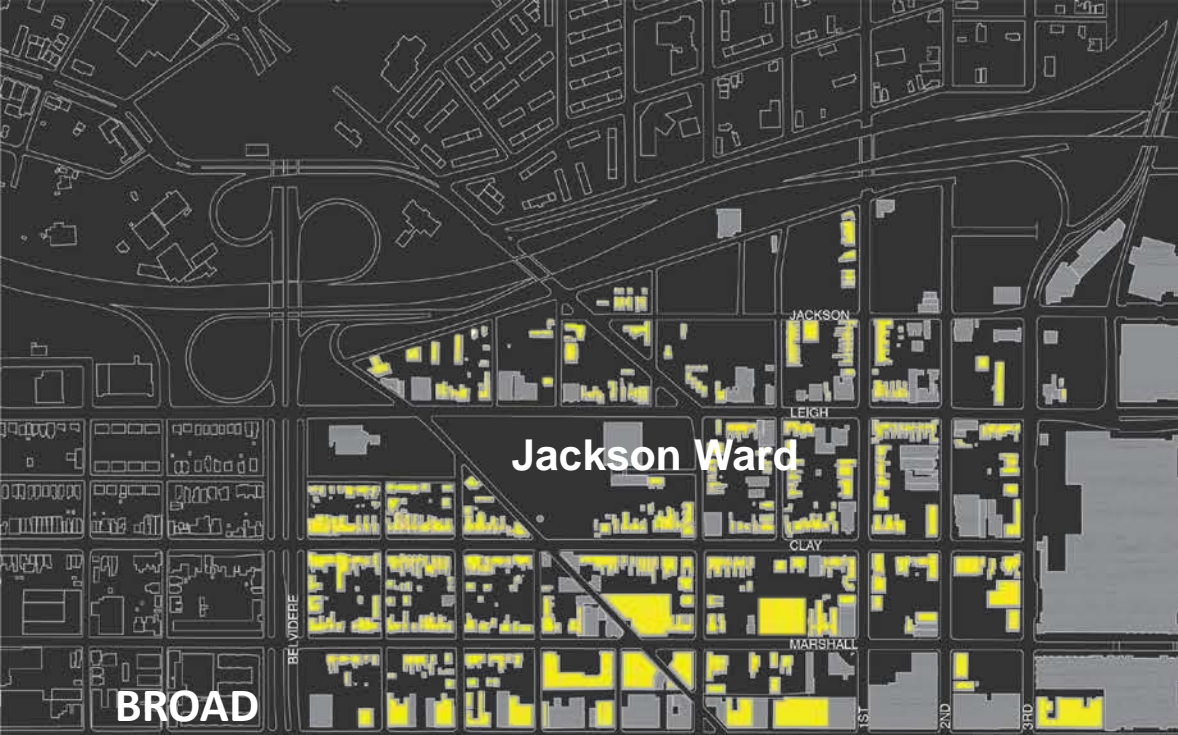 JACKSON
LEIGH
Jackson Ward
CLAY
BELVIDERE
MARSHALL
BROAD
1ST
2ND
3RD